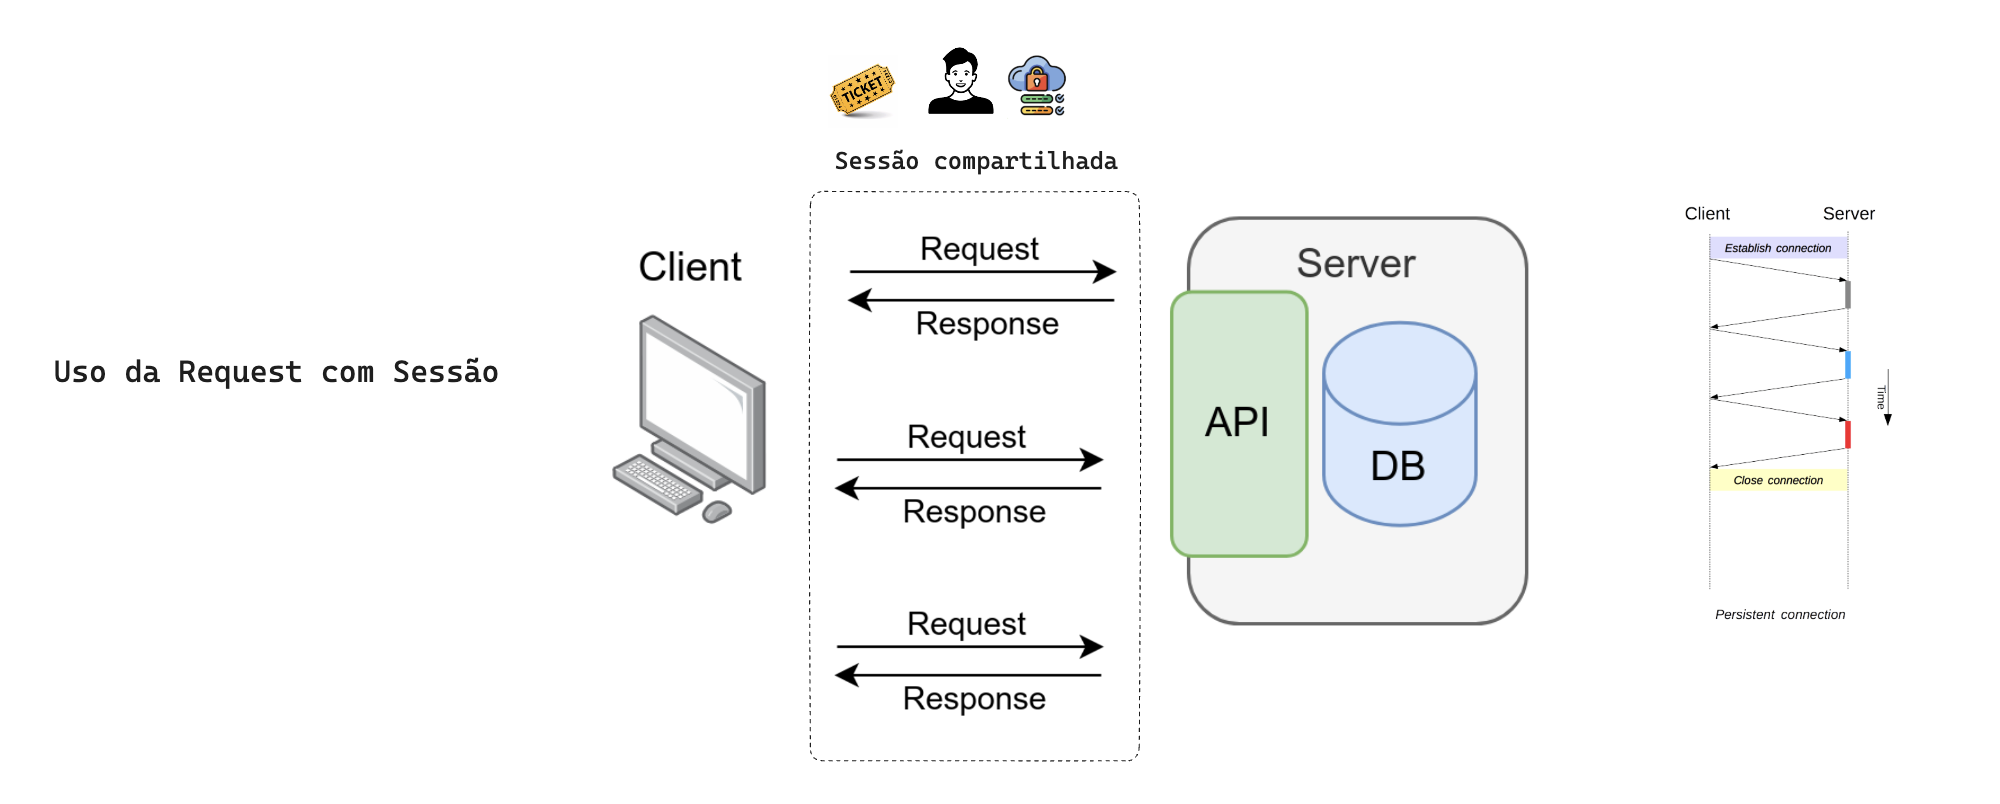 TICKET
Sessão compartilhada
Uso da Request com Sessão
Client
Request
Response
Request
Response
Request
Response
Server
API
DB
Client Server
Establish connection
Time
Close connection
Persistent connection